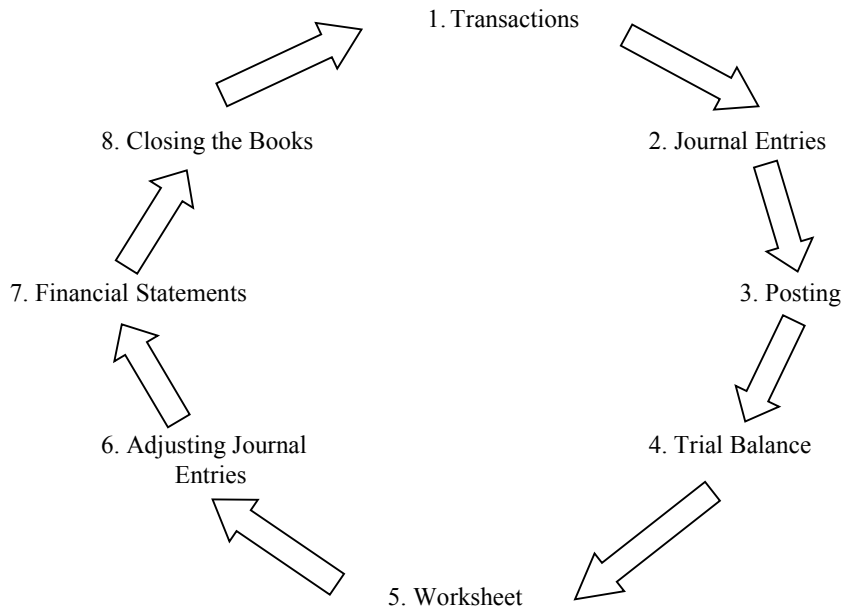 1. Transactions
2. Journal Entries
3. Posting
4. Trial Balance
5. Worksheet
6. Adjusting Journal
Entries
7. Financial Statements
8. Closing the Books